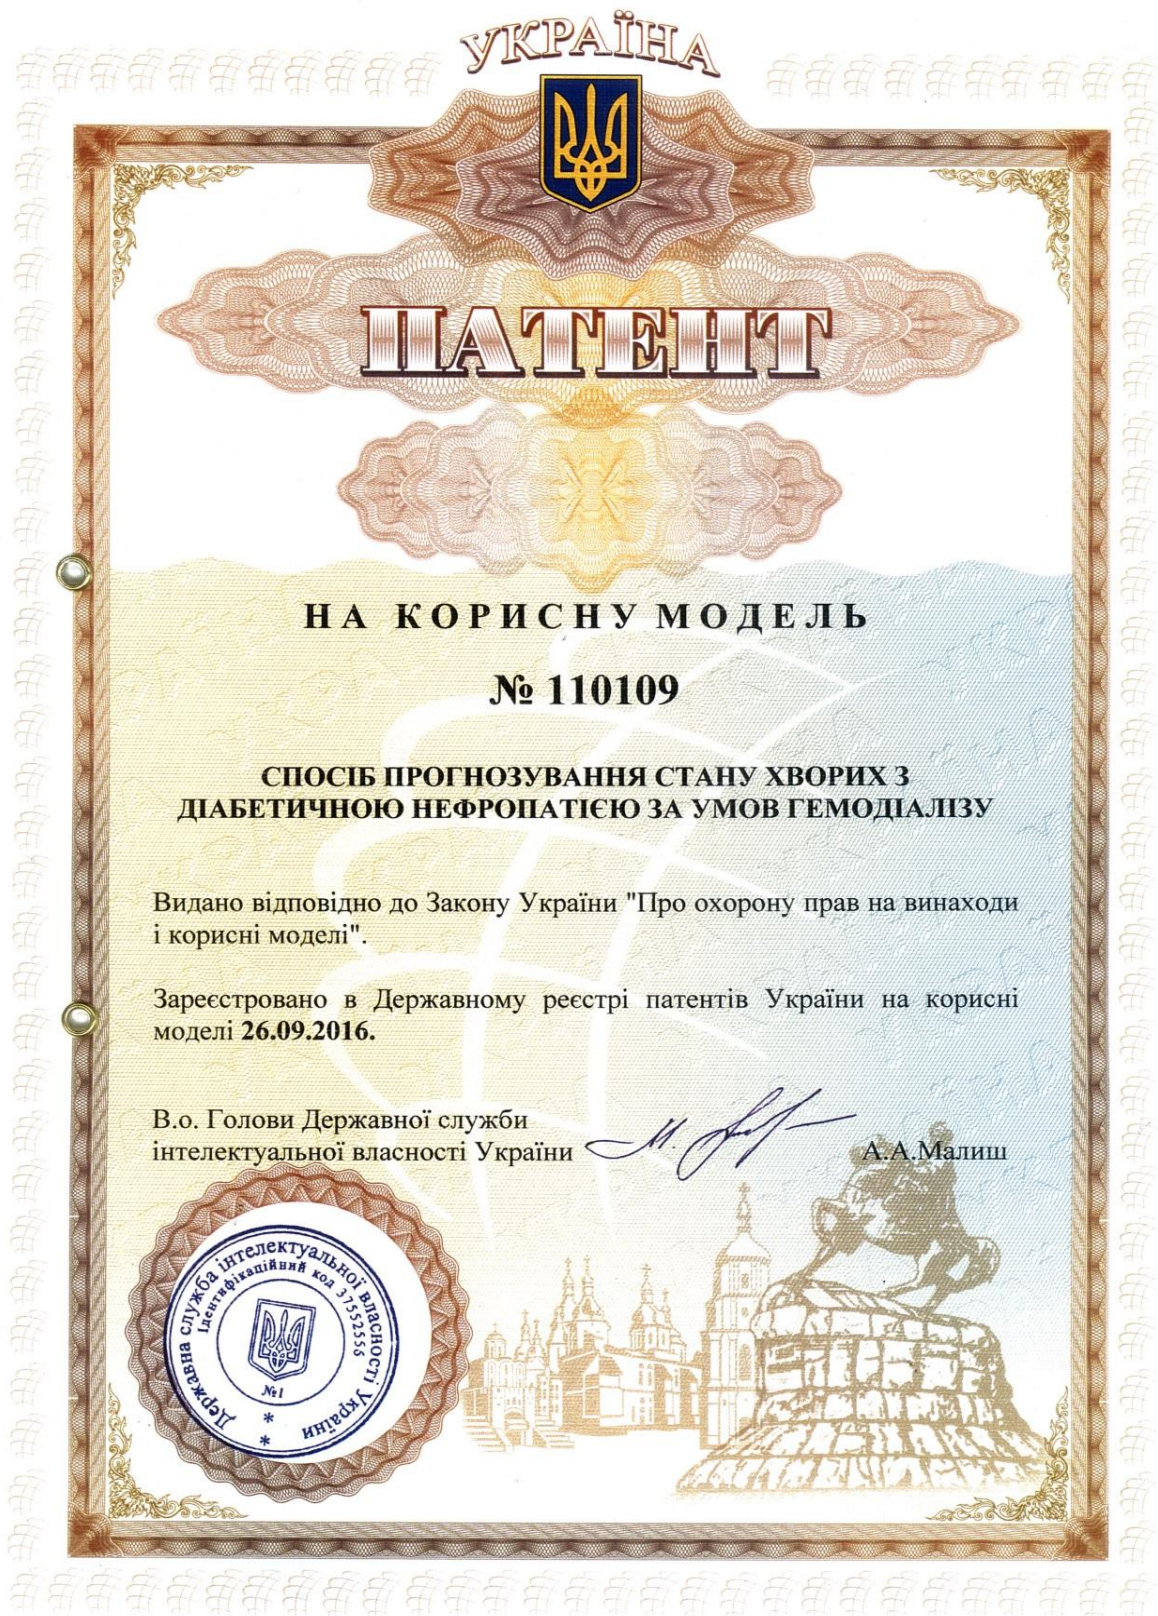 УКРАЇНА
ПАТЕНТ
НА КОРИСНУ МОДЕЛЬ
№ 110109
СПОСІБ ПРОГНОЗУВАННЯ СТАНУ ХВОРИХ З
ДІАБЕТИЧНОЮ НЕФРОПАТІЄЮ ЗА УМОВ ГЕМОДІАЛІЗУ
Видано відповідно до Закону України "Про охорону прав на винаходи
і корисні моделі".
Зареєстровано в Державному реєстрі патентів України на корисні
моделі 26.09.2016.
В.о. Голови Державної служби
інтелектуальної власності України
А.А.Малиш
Державна служба інтелектуальної власності України
Ідентифікаційний код 37552556
№1
* *